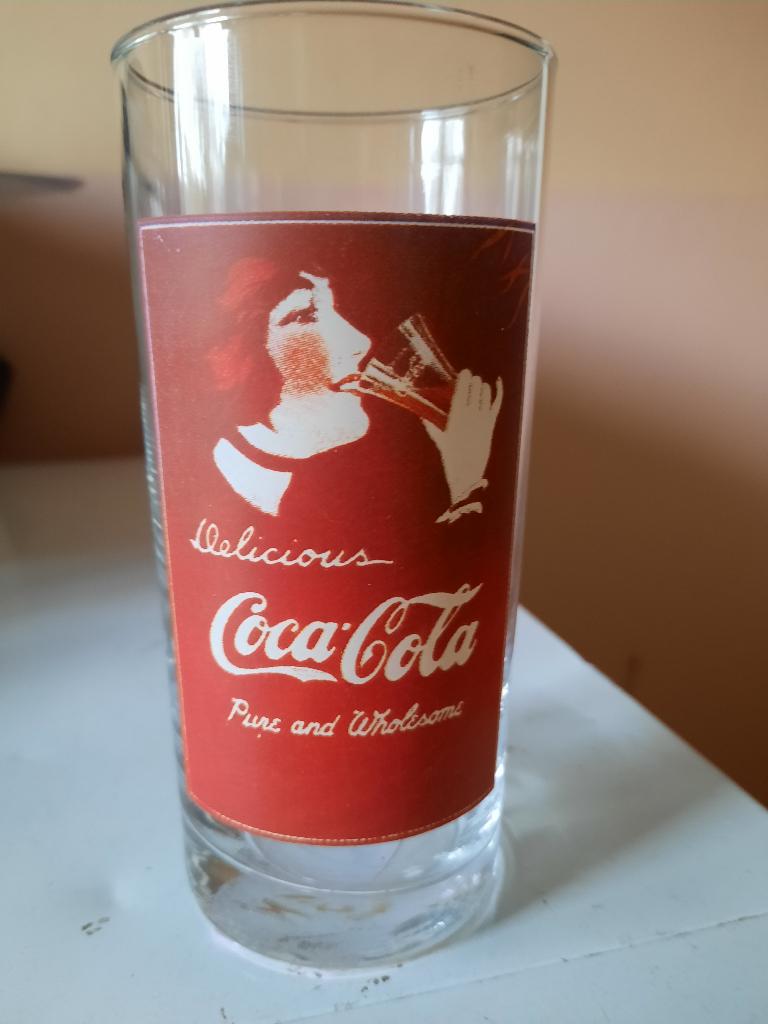 Delicious
Coca-Cola
Pure and Wholesome